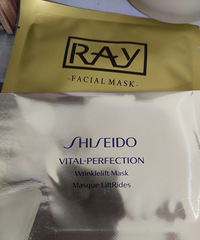 RAY
-FACIAL MASK-
SHISEIDO
VITAL-PERFECTION
Wrinklelift Mask
Masque LiftRides